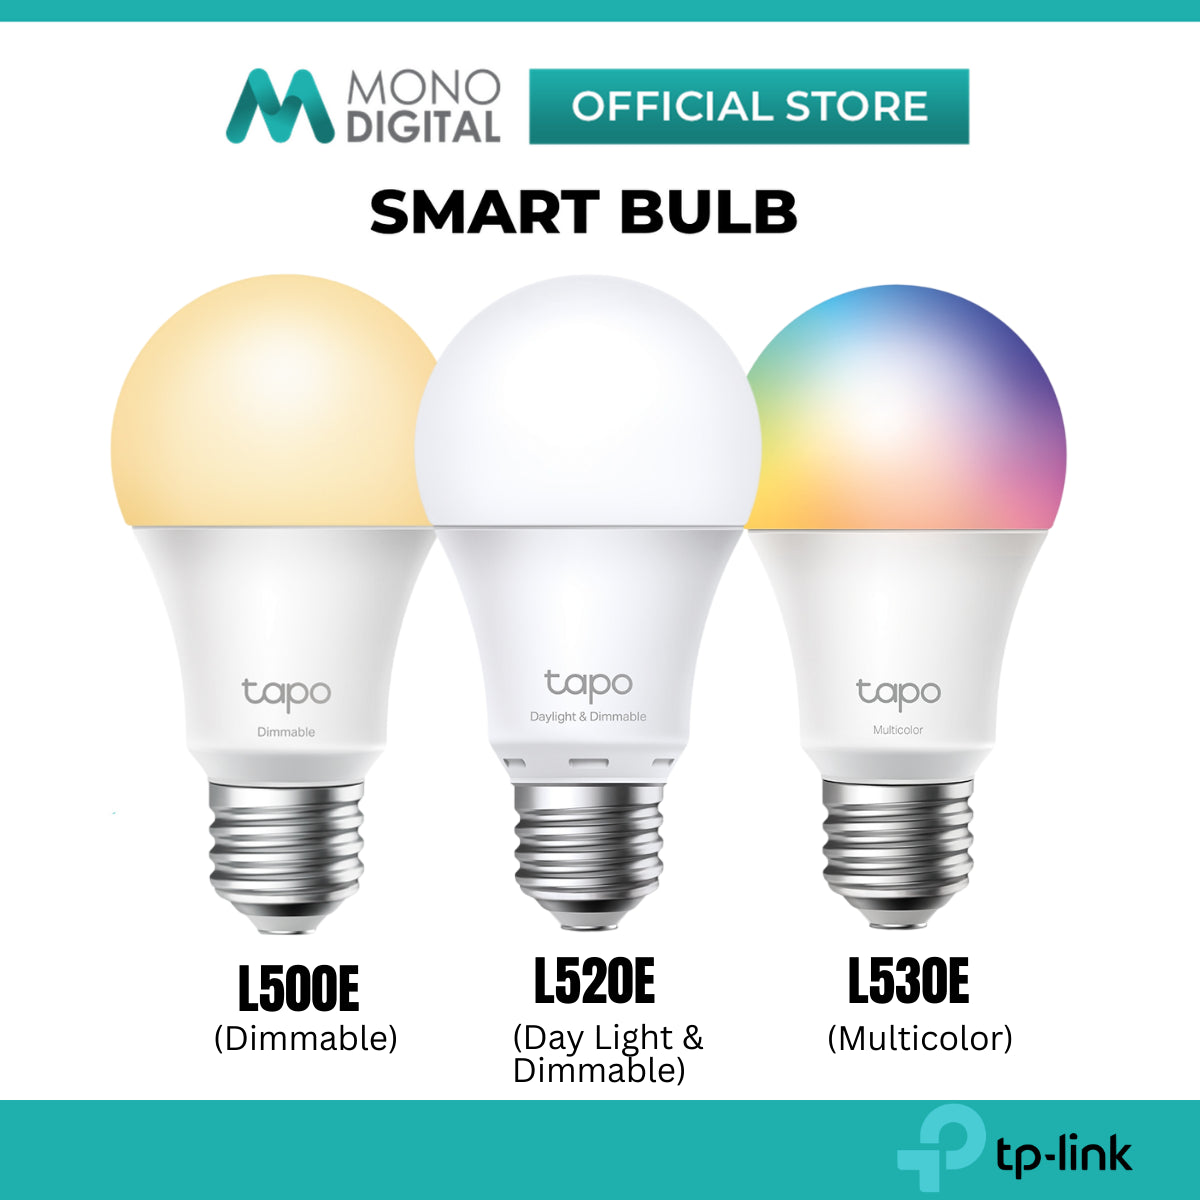 MONO
DIGITAL
OFFICIAL STORE
SMART BULB
tapo
Dimmable
tapo
Daylight & Dimmable
tapo
Multicolor
L500E
(Dimmable)
L520E
(Day Light &
Dimmable)
L530E
(Multicolor)
tp-link